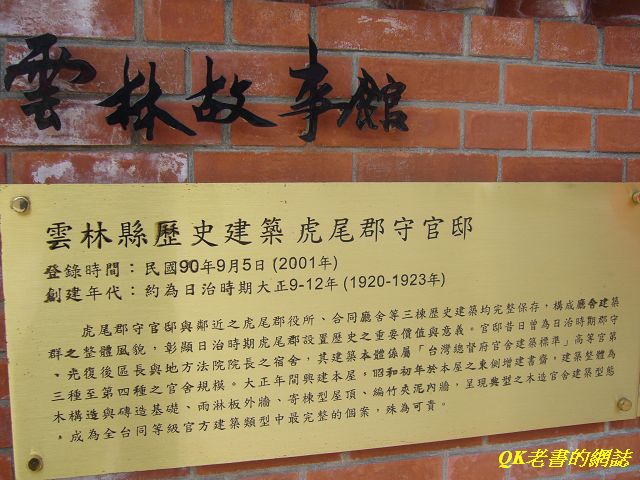 雲林故事館
雲林縣歷史建築 虎尾郡守官邸
登錄時間：民國90年9月5日(2001年)
創建年代：約為日治時期大正9-12年(1920-1923年)
虎尾郡守官邸與鄰近之虎尾郡役所、合同廳舍等三棟歷史建築均完整保存，構成廳舍建築
群之整體風貌，彰顯日治時期虎尾郡設置歷史之重要價值與意義。官邸昔日曾為日治時期郡守
、光復後區長與地方法院院長之宿舍，其建築本體係屬「台灣總督府官舍建築標準」高等官第
三種至第四種之官舍規模。大正年間興建本屋，昭和初年於本屋之東側增建書齋，建築整體為
木構造與磚造基礎、雨淋板外牆、寄棟型屋頂、編竹夾泥內牆，呈現典型之木造官舍建築型態
，成為全台同等級官方建築類型中最完整的個案，殊為可貴。
QK老書的網誌